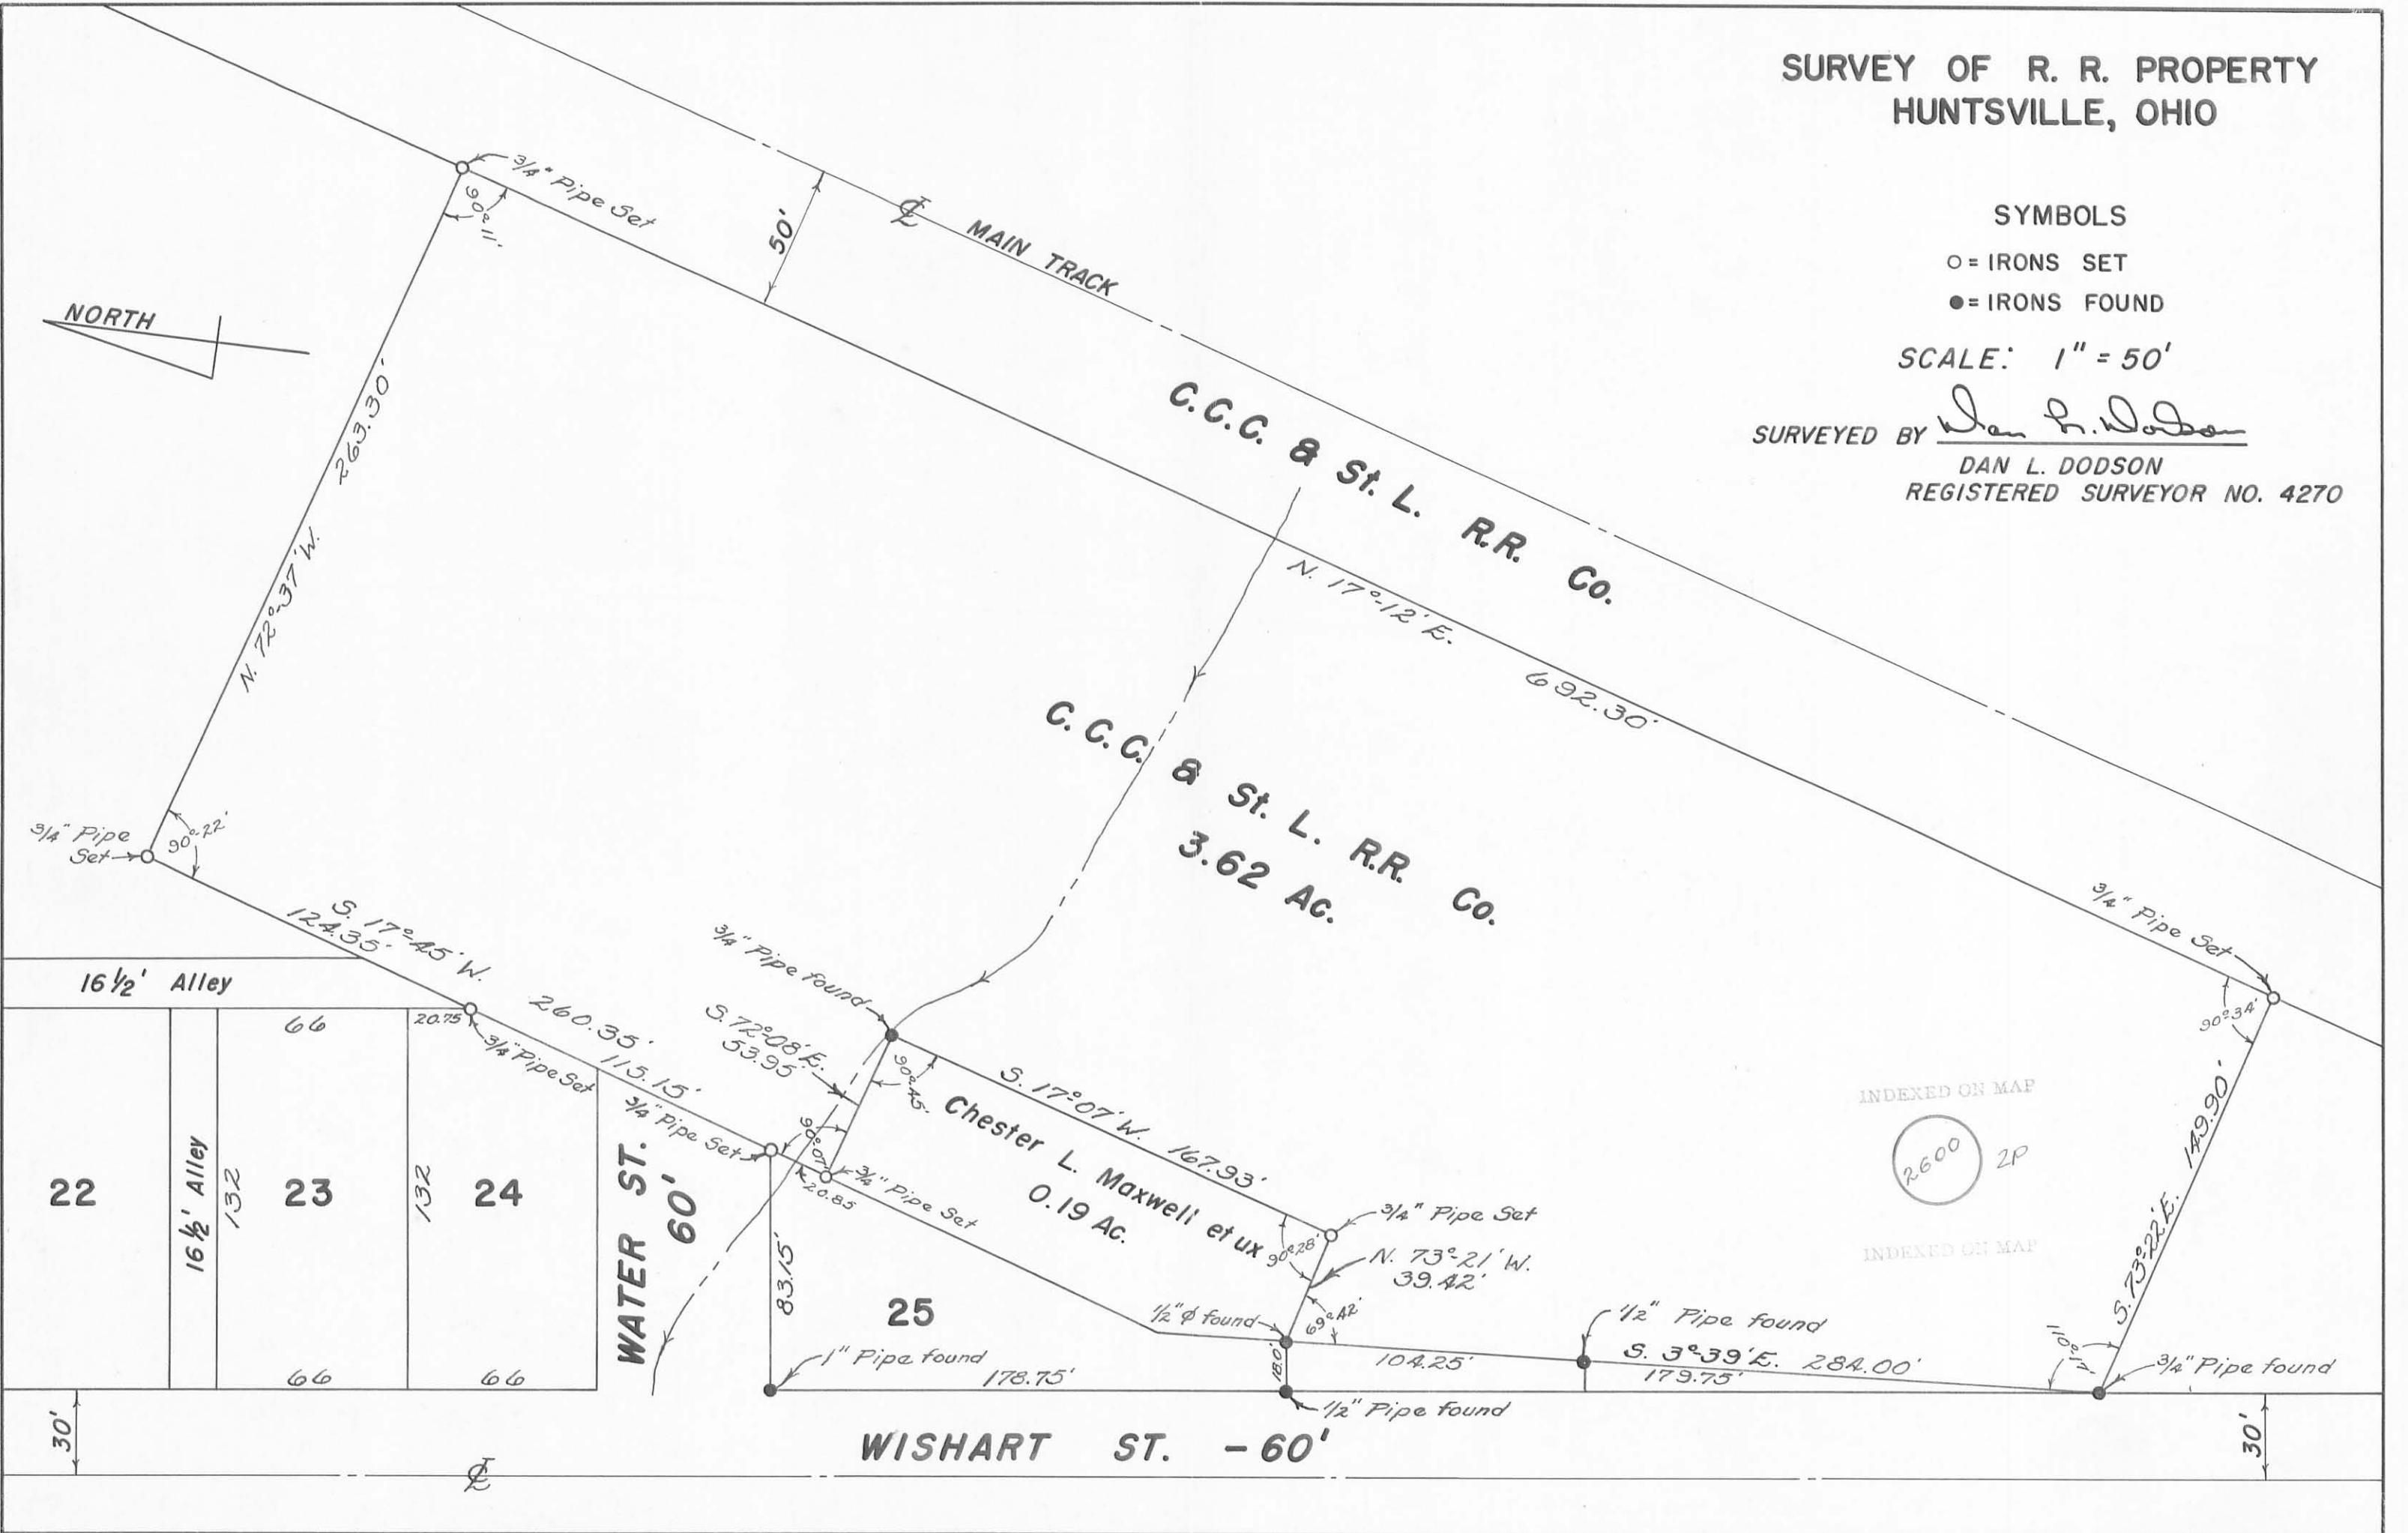 SURVEY OF R. R. PROPERTY
HUNTSVILLE, OHIO
SYMBOLS
○ = IRONS SET
● = IRONS FOUND
SCALE: 1" = 50'
SURVEYED BY Dan L. Dodson
DAN L. DODSON
REGISTERED SURVEYOR NO. 4270
3/4" Pipe Set
90°-11'
50'
℄ MAIN TRACK
NORTH
N. 72°-37' W. 263.30'
C.C.C. & St. L. R.R. Co.
N. 17°-12' E. 692.30'
C.C.C. & St. L. R.R. Co.
3.62 Ac.
3/4" Pipe
Set
90°-22'
S. 17°-45' W.
124.35'
260.35'
115.15'
16 1/2' Alley
66
20.75
3/4" Pipe Set
3/4" Pipe Set
3/4" Pipe found
S. 72°-08' E.
53.95
90°-45'
90°-07'
20.85
3/4" Pipe Set
S. 17°-07' W. 167.93'
Chester L. Maxwell et ux
0.19 Ac.
3/4" Pipe Set
90°-28'
N. 73°-21' W.
39.42'
3/4" Pipe Set
90°-34'
INDEXED ON MAP
2600 2P
INDEXED ON MAP
S. 73°-22' E. 149.90'
22
16 1/2' Alley
132
23
132
24
WATER ST.
60'
83.15'
25
1/2" ϕ found
69°-42'
1/2" Pipe found
S. 3°-39' E. 284.00'
110°-17'
3/4" Pipe found
66
66
1" Pipe found
178.75'
18.0'
104.25'
179.75'
1/2" Pipe found
30'
WISHART ST. - 60'
30'
℄